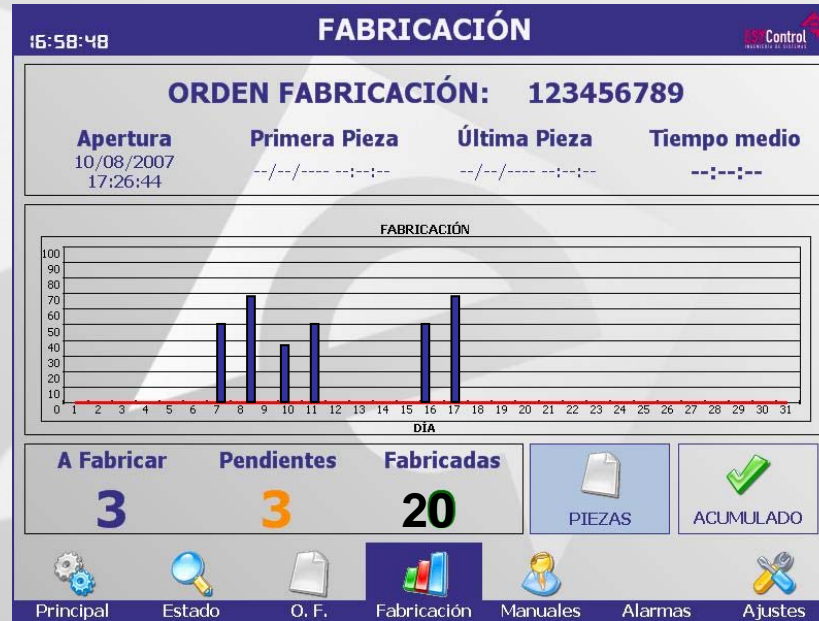 16:58:48
FABRICACIÓN
Control
ORDEN FABRICACIÓN: 123456789
Apertura Primera Pieza Última Pieza Tiempo medio
10/08/2007 --/--/---- --:--:-- --/--/---- --:--:-- --:--:--
17:26:44
FABRICACIÓN
100
90
80
70
60
50
40
30
20
10
0 1 2 3 4 5 6 7 8 9 10 11 12 13 14 15 16 17 18 19 20 21 22 23 24 25 26 27 28 29 30 31
DÍA
A Fabricar Pendientes Fabricadas
3 3 20
PIEZAS ACUMULADO
Principal Estado O. F. Fabricación Manuales Alarmas Ajustes